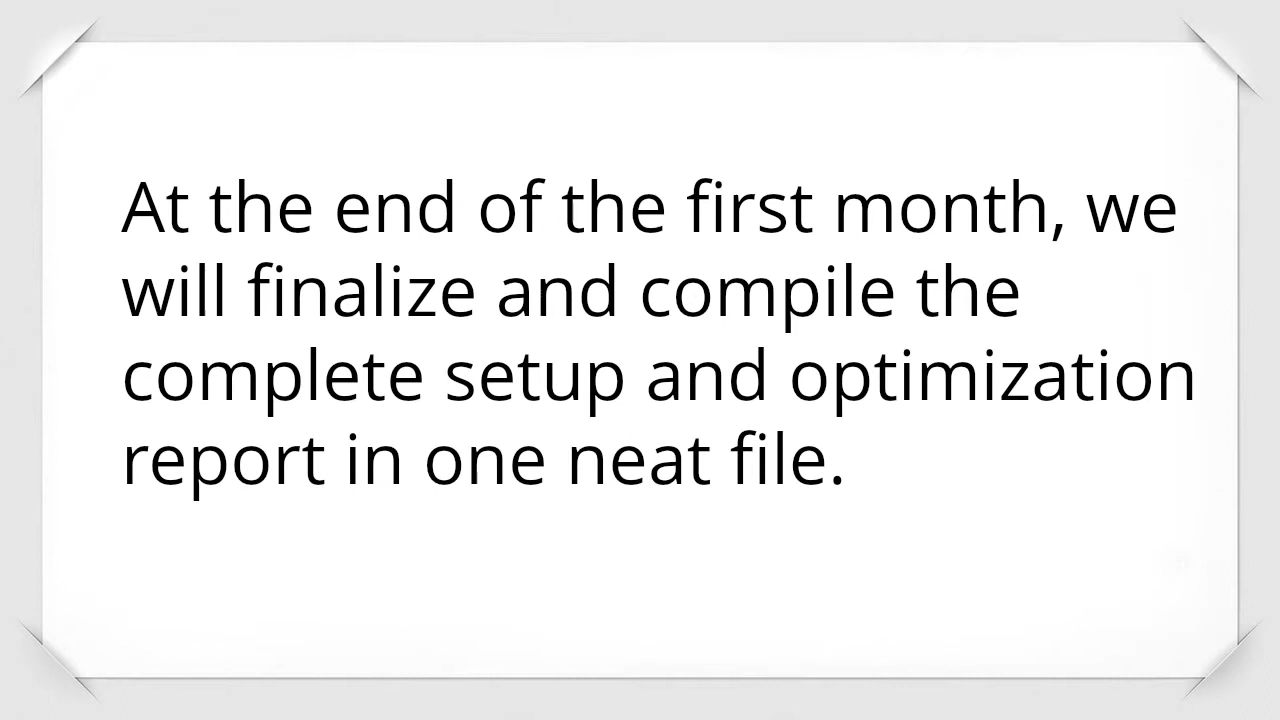 At the end of the first month, we
will finalize and compile the
complete setup and optimization
report in one neat file.